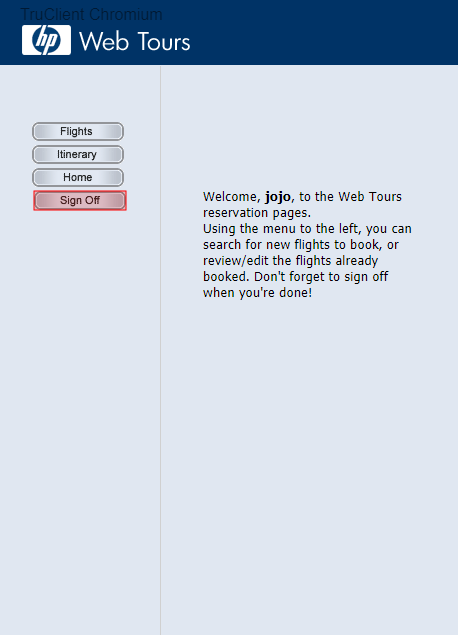 TruClient Chromium
hp Web Tours
Flights
Itinerary
Home
Sign Off
Welcome, jojo, to the Web Tours
reservation pages.
Using the menu to the left, you can
search for new flights to book, or
review/edit the flights already
booked. Don't forget to sign off
when you're done!